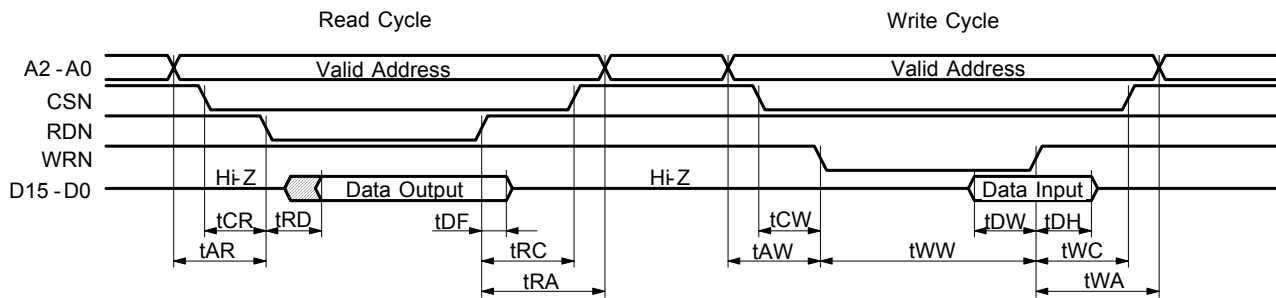 Read Cycle Write Cycle
A2-A0 Valid Address Valid Address
CSN
RDN
WRN
D15-D0 Hi-Z Data Output Hi-Z Data Input
tCR tRD tDF tCW tDW tDH
tAR tRC tAW tWW tWC
tRA tWA